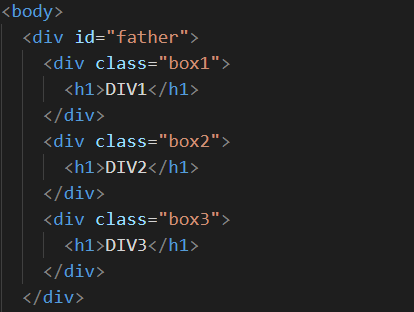 <body>
<div id="father">
<div class="box1">
<h1>DIV1</h1>
</div>
<div class="box2">
<h1>DIV2</h1>
</div>
<div class="box3">
<h1>DIV3</h1>
</div>
</div>